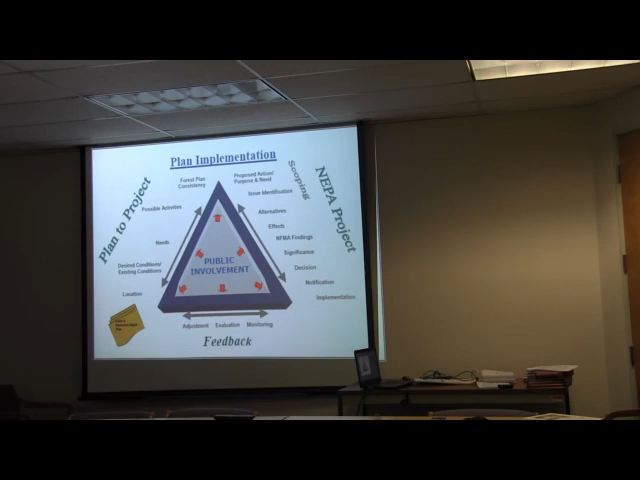 Plan Implementation
Plan to Project
Scoping
NEPA Project
Forest Plan
Consistency
Proposed Action/
Purpose & Need
Possible Activities
Issue Identification
Alternatives
Effects
Needs
NFMA Findings
Significance
Desired Condition/
Existing Conditions
Decision
Notification
Location
Implementation
PUBLIC
INVOLVEMENT
Adjustment Evaluation Monitoring
Feedback